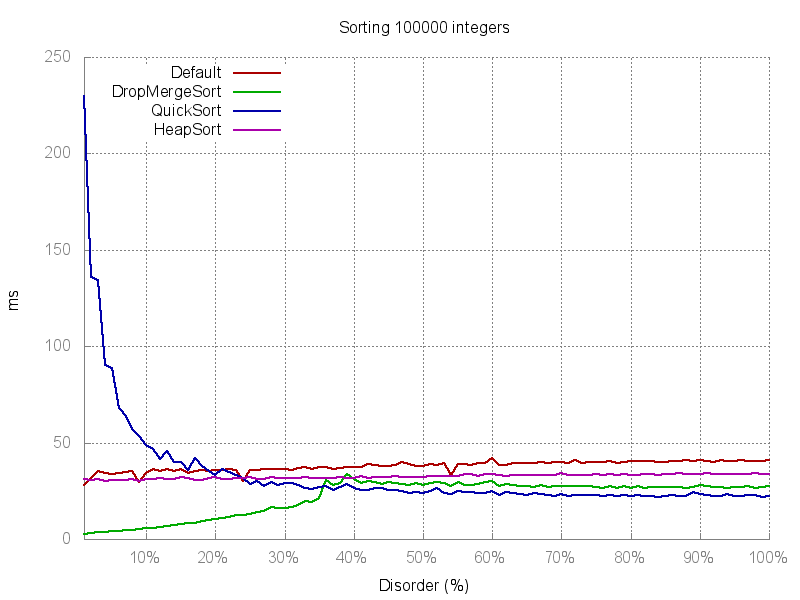 Sorting 100000 integers
250
200
150
100
50
0
ms
Default
DropMergeSort
QuickSort
HeapSort
10% 20% 30% 40% 50% 60% 70% 80% 90% 100%
Disorder (%)